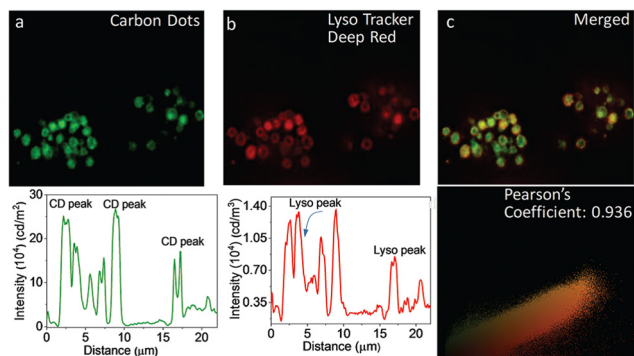 a Carbon Dots
b Lyso Tracker
Deep Red
c Merged
CD peak CD peak
CD peak
Intensity (10⁴) (cd/m²)
30
20
10
0
0 5 10 15 20
Distance (μm)
Lyso peak
Lyso peak
Intensity (10⁴) (cd/m³)
1.40
1.05
0.70
0.35
0 5 10 15 20
Distance (μm)
Pearson's
Coefficient: 0.936